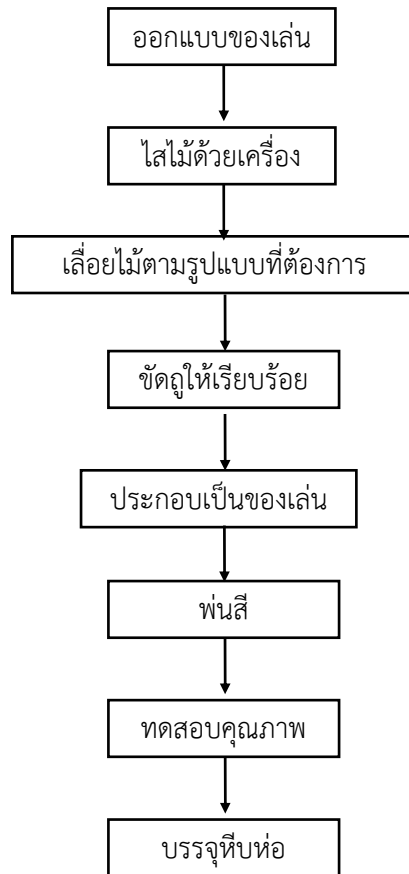 ออกแบบของเล่น
ไสไม้ด้วยเครื่อง
เลื่อยไม้ตามรูปแบบที่ต้องการ
ขัดถูให้เรียบร้อย
ประกอบเป็นของเล่น
พ่นสี
ทดสอบคุณภาพ
บรรจุหีบห่อ